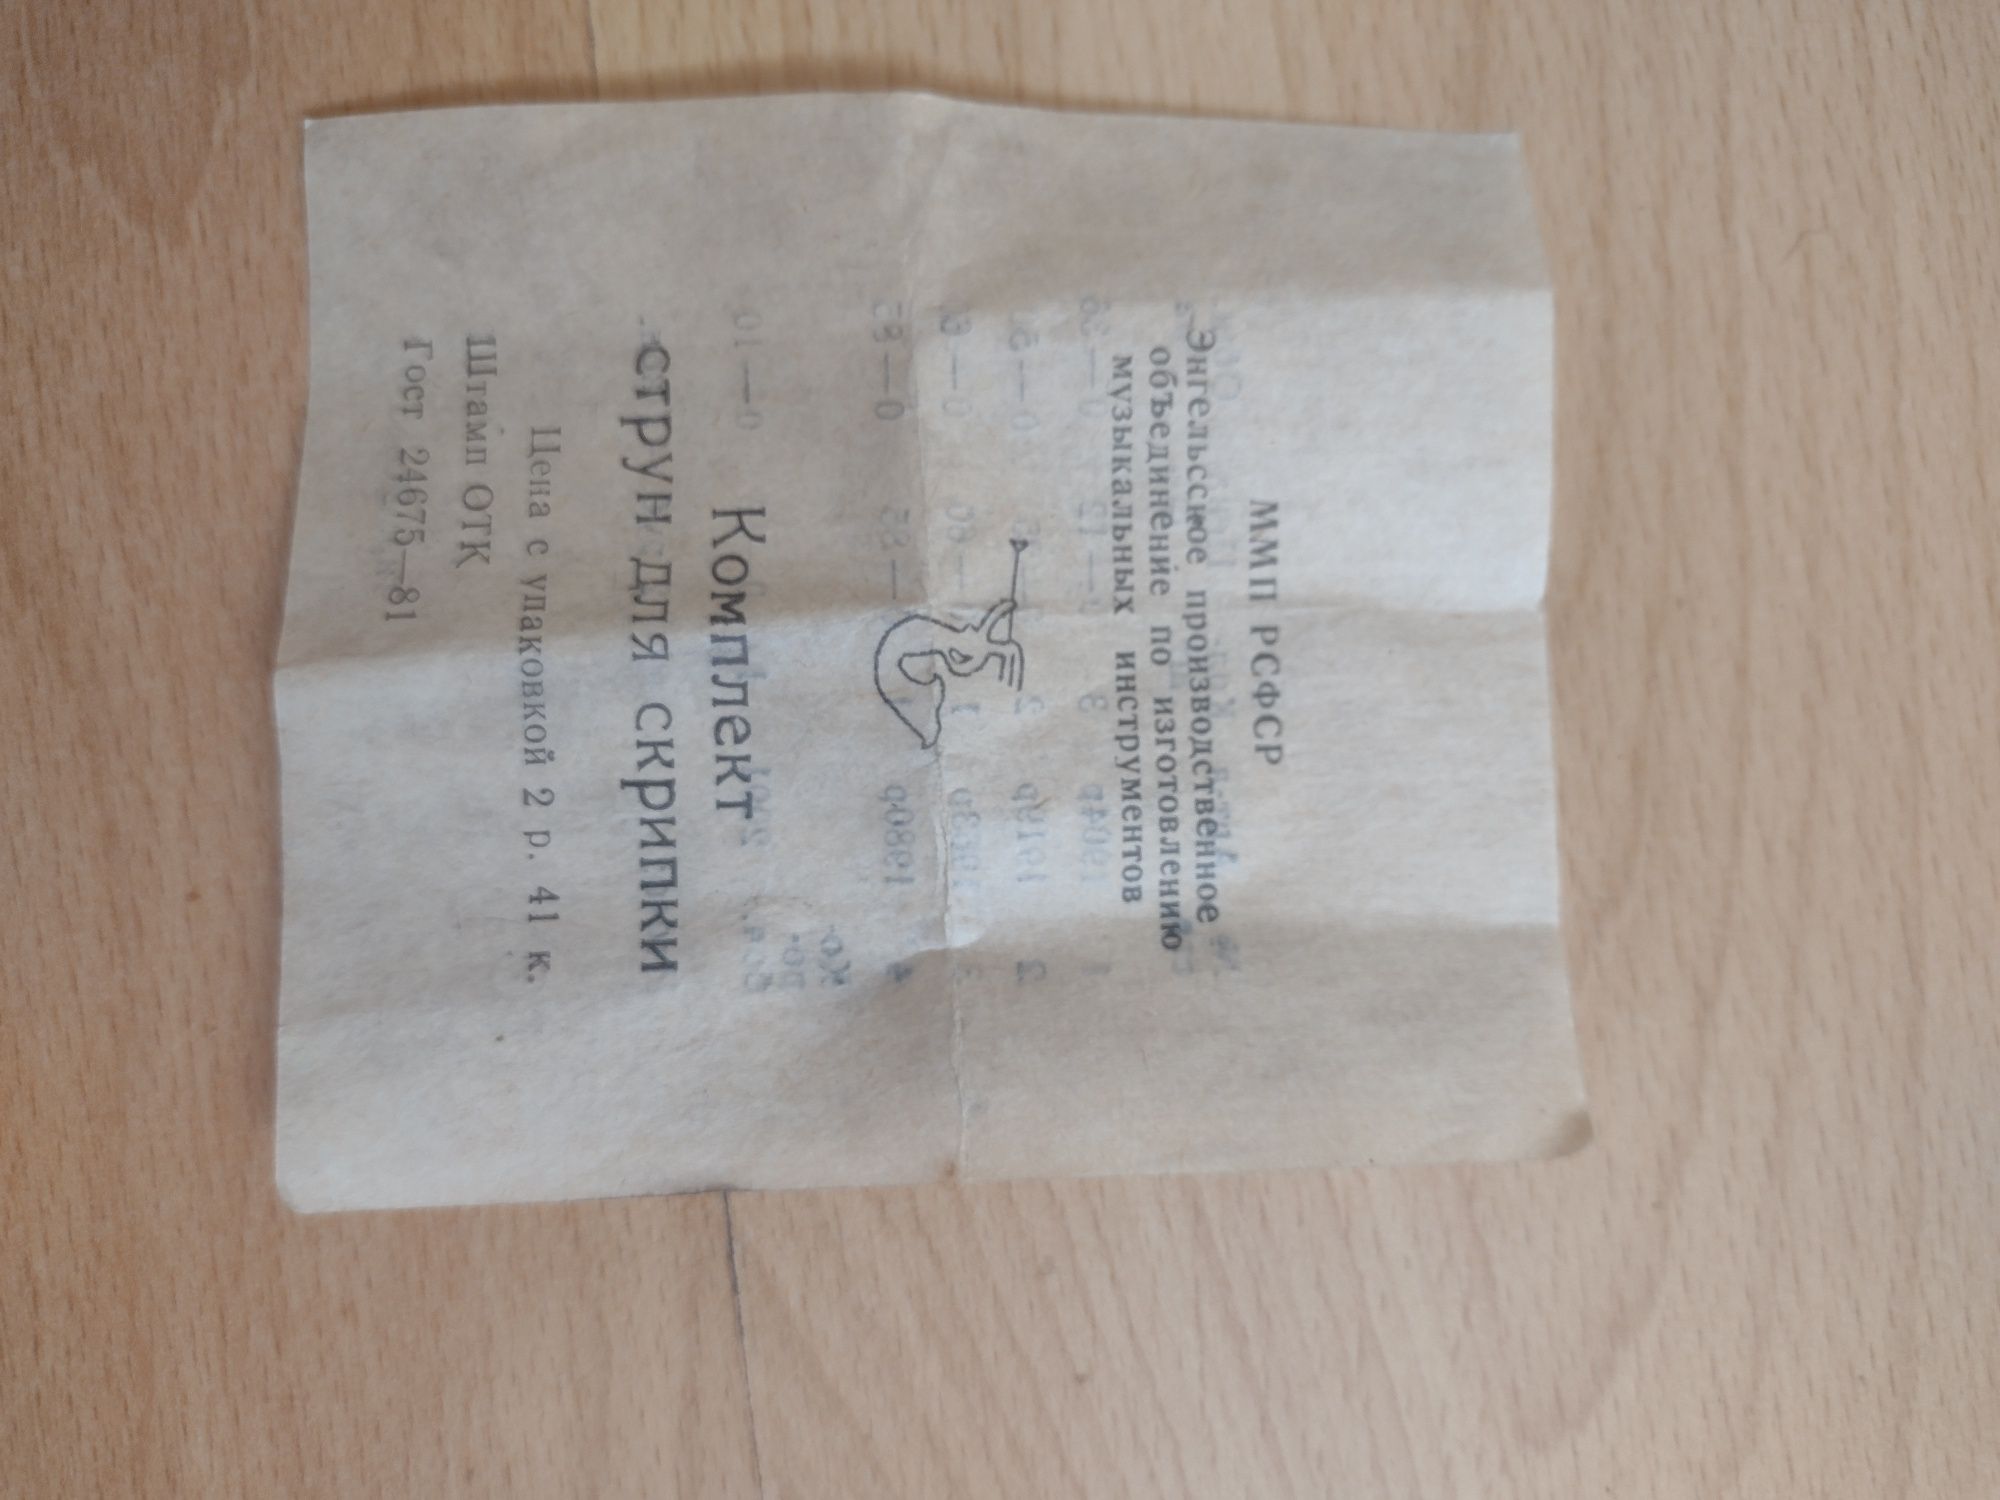 ММП РСФСР
Энгельсское производственное
объединение по изготовлению
музыкальных инструментов
Комплект
струн для скрипки
Цена с упаковкой 2 р. 41 к.
Штамп ОТК
Гост 24675—81